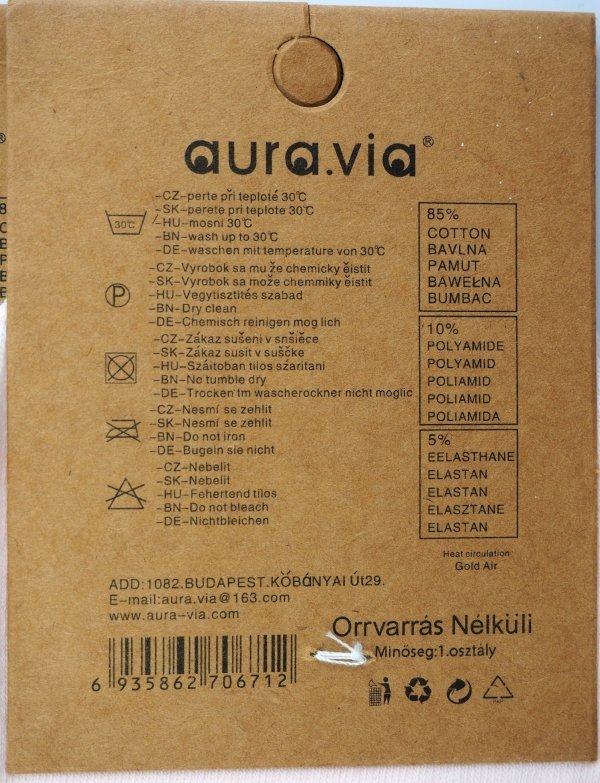 aura.via®
30℃
-CZ-perte při teploté 30℃
-SK-perete pri teplote 30℃
-HU-mosni 30℃
-BN-wash up to 30℃
-DE-waschen mit temperature von 30℃
P
-CZ-Vyrobok sa mu že chemicky ěistit
-SK-Vyrobok sa može chemmiky ěistit
-HU-Vegytisztités szabad
-BN-Dry clean
-DE-Chemisch reinigen mog lich
-CZ-Zákaz sušeni v snšiěce
-SK-Zákaz susit v suščke
-HU-Száitoban tilos száritani
-BN-No tumble dry
-DE-Trocken tm wascherockner nicht moglic
-CZ-Nesmí se zehlit
-SK-Nesmí se zehlit
-BN-Do not iron
-DE-Bugeln sie nicht
-CZ-Nebelit
-SK-Nebelit
-HU-Fehertend tilos
-BN-Do not bleach
-DE-Nichtbleichen
85%
COTTON
BAVLNA
PAMUT
BAWEŁNA
BUMBAC
10%
POLYAMIDE
POLYAMID
POLIAMID
POLIAMID
POLIAMIDA
5%
EELASTHANE
ELASTAN
ELASTAN
ELASZTANE
ELASTAN
Heat circulation
Gold Air
ADD:1082.BUDAPEST.KŎBÁNYAI Út29.
E-mail:aura.via@163.com
www.aura-via.com
Orrvarrás Nélküli
Minőseg:1.osztály
6 935862 706712